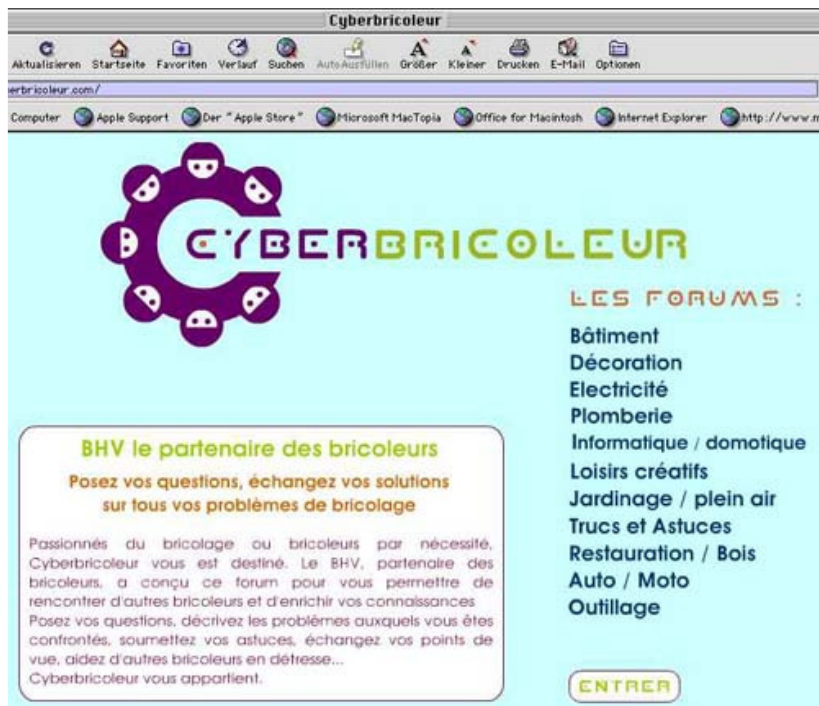 Cyberbricoleur
Aktualisieren Startseite Favoriten Verlauf Suchen AutoAusfüllen Größer Kleiner Drucken E-Mail Optionen
erbricoleur.com/
Computer Apple Support Der "Apple Store" Microsoft MacTopia Office for Macintosh Internet Explorer http://www.m
CYBERBRICOLEUR
LES FORUMS :
Bâtiment
Décoration
Electricité
Plomberie
Informatique / domotique
Loisirs créatifs
Jardinage / plein air
Trucs et Astuces
Restauration / Bois
Auto / Moto
Outillage
BHV le partenaire des bricoleurs
Posez vos questions, échangez vos solutions
sur tous vos problèmes de bricolage
Passionnés du bricolage ou bricoleurs par nécessité,
Cyberbricoleur vous est destiné. Le BHV, partenaire des
bricoleurs, a conçu ce forum pour vous permettre de
rencontrer d'autres bricoleurs et d'enrichir vos connaissances
Posez vos questions, décrivez les problèmes auxquels vous êtes
confrontés, soumettez vos astuces, échangez vos points de
vue, aidez d'autres bricoleurs en détresse...
Cyberbricoleur vous appartient.
ENTRER